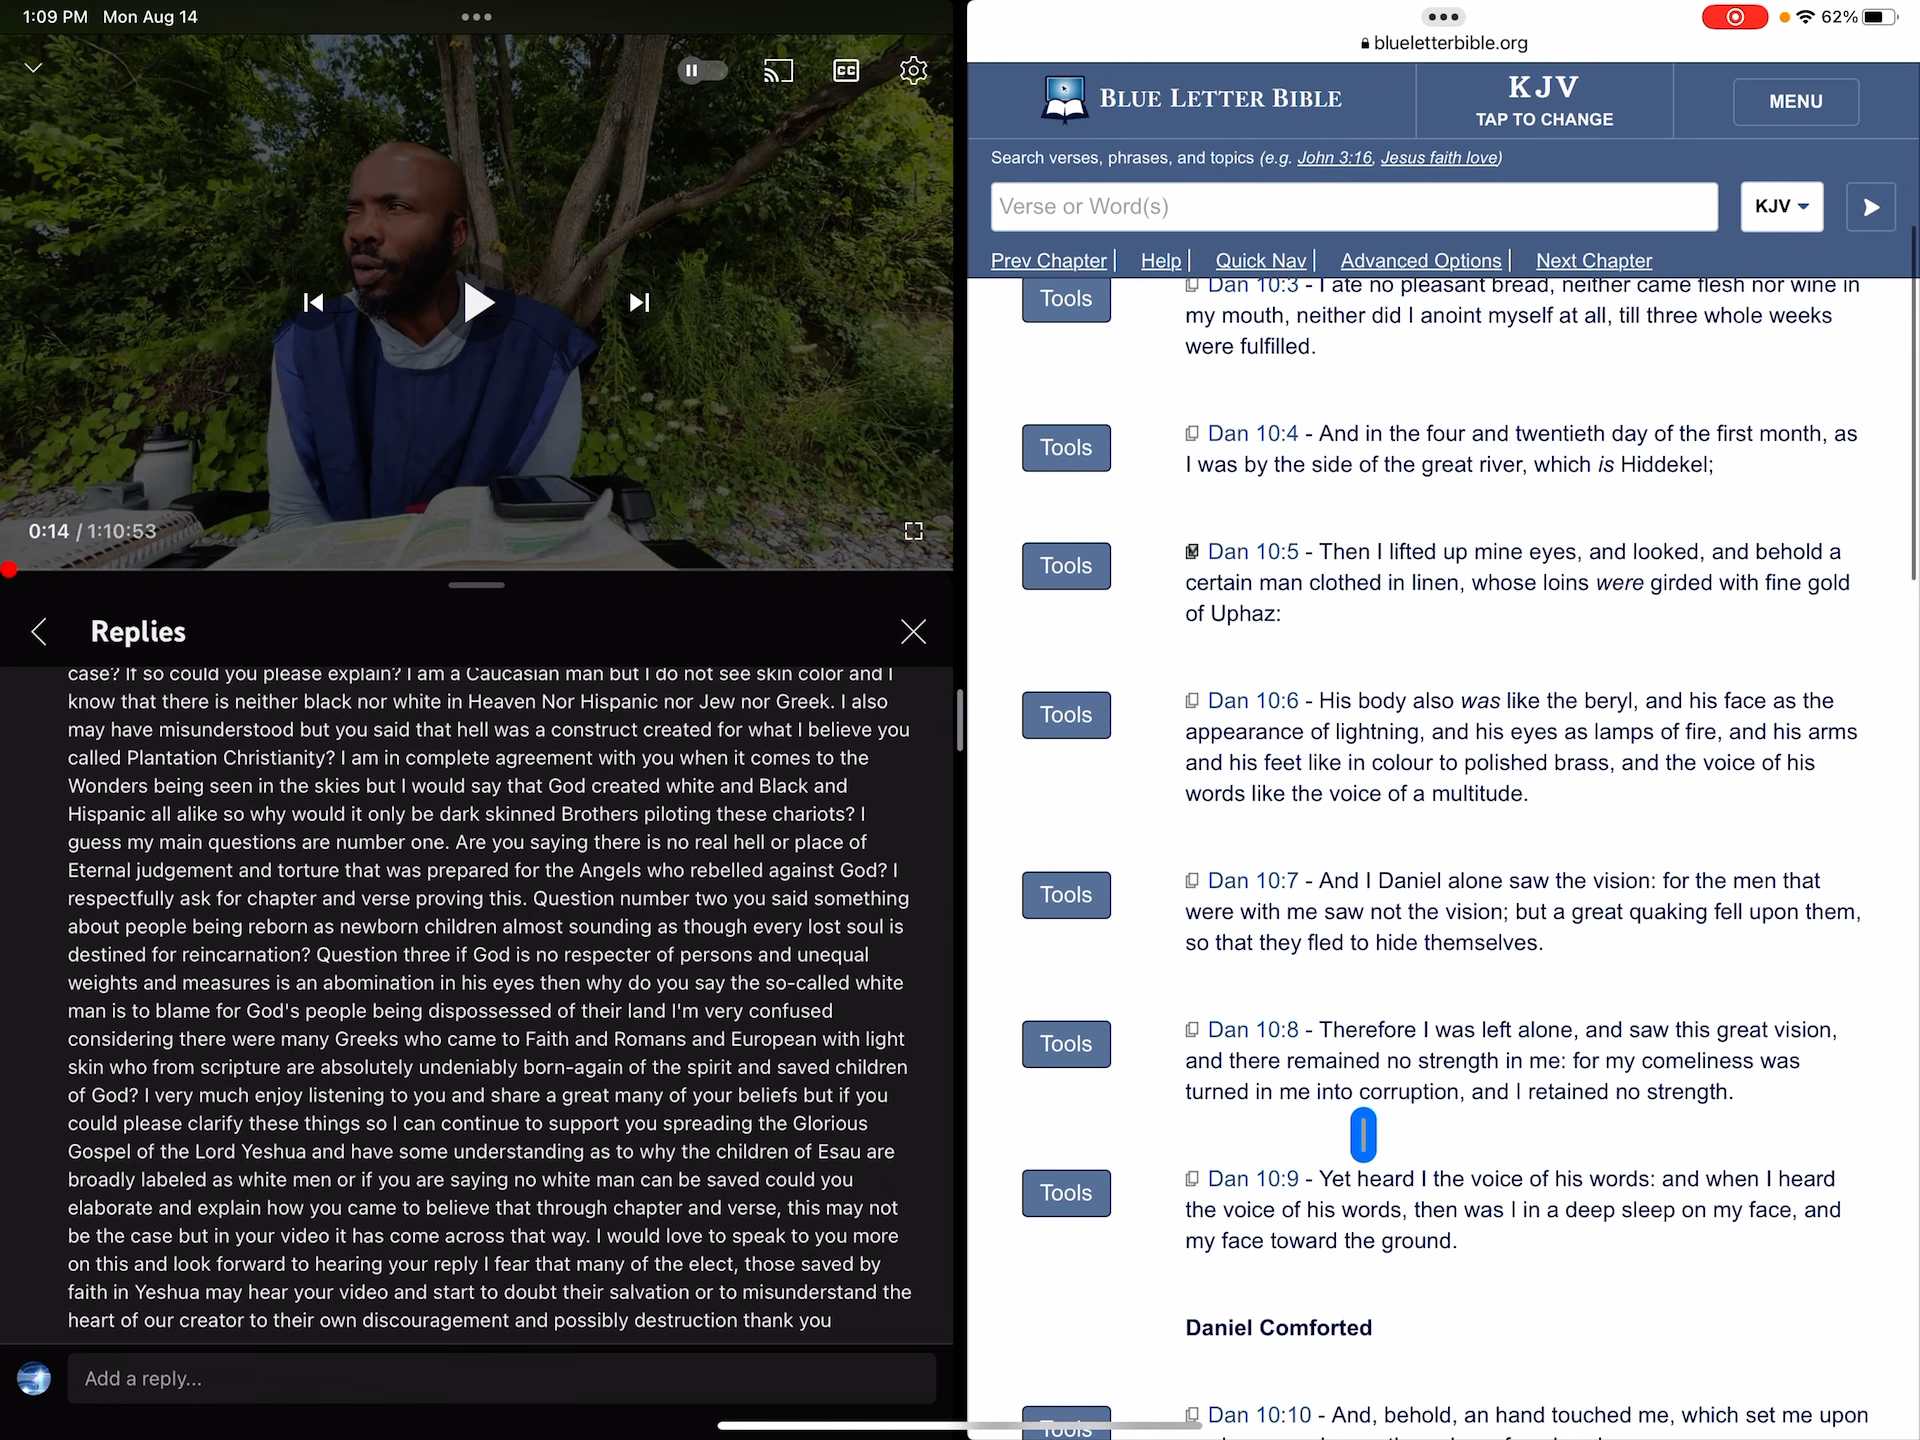 1:09 PM Mon Aug 14
CC
0:14 / 1:10:53
Replies
case? If so could you please explain? I am a Caucasian man but I do not see skin color and I
know that there is neither black nor white in Heaven Nor Hispanic nor Jew nor Greek. I also
may have misunderstood but you said that hell was a construct created for what I believe you
called Plantation Christianity? I am in complete agreement with you when it comes to the
Wonders being seen in the skies but I would say that God created white and Black and
Hispanic all alike so why would it only be dark skinned Brothers piloting these chariots? I
guess my main questions are number one. Are you saying there is no real hell or place of
Eternal judgement and torture that was prepared for the Angels who rebelled against God? I
respectfully ask for chapter and verse proving this. Question number two you said something
about people being reborn as newborn children almost sounding as though every lost soul is
destined for reincarnation? Question three if God is no respecter of persons and unequal
weights and measures is an abomination in his eyes then why do you say the so-called white
man is to blame for God's people being dispossessed of their land I'm very confused
considering there were many Greeks who came to Faith and Romans and European with light
skin who from scripture are absolutely undeniably born-again of the spirit and saved children
of God? I very much enjoy listening to you and share a great many of your beliefs but if you
could please clarify these things so I can continue to support you spreading the Glorious
Gospel of the Lord Yeshua and have some understanding as to why the children of Esau are
broadly labeled as white men or if you are saying no white man can be saved could you
elaborate and explain how you came to believe that through chapter and verse, this may not
be the case but in your video it has come across that way. I would love to speak to you more
on this and look forward to hearing your reply I fear that many of the elect, those saved by
faith in Yeshua may hear your video and start to doubt their salvation or to misunderstand the
heart of our creator to their own discouragement and possibly destruction thank you
Add a reply...
62%
blueletterbible.org
BLUE LETTER BIBLE
KJV
TAP TO CHANGE
MENU
Search verses, phrases, and topics (e.g. John 3:16, Jesus faith love)
Verse or Word(s)
KJV
Prev Chapter | Help | Quick Nav | Advanced Options | Next Chapter
Tools
Dan 10:3 - I ate no pleasant bread, neither came flesh nor wine in
my mouth, neither did I anoint myself at all, till three whole weeks
were fulfilled.
Tools
Dan 10:4 - And in the four and twentieth day of the first month, as
I was by the side of the great river, which is Hiddekel;
Tools
Dan 10:5 - Then I lifted up mine eyes, and looked, and behold a
certain man clothed in linen, whose loins were girded with fine gold
of Uphaz:
Tools
Dan 10:6 - His body also was like the beryl, and his face as the
appearance of lightning, and his eyes as lamps of fire, and his arms
and his feet like in colour to polished brass, and the voice of his
words like the voice of a multitude.
Tools
Dan 10:7 - And I Daniel alone saw the vision: for the men that
were with me saw not the vision; but a great quaking fell upon them,
so that they fled to hide themselves.
Tools
Dan 10:8 - Therefore I was left alone, and saw this great vision,
and there remained no strength in me: for my comeliness was
turned in me into corruption, and I retained no strength.
Tools
Dan 10:9 - Yet heard I the voice of his words: and when I heard
the voice of his words, then was I in a deep sleep on my face, and
my face toward the ground.
Daniel Comforted
Tools
Dan 10:10 - And, behold, an hand touched me, which set me upon